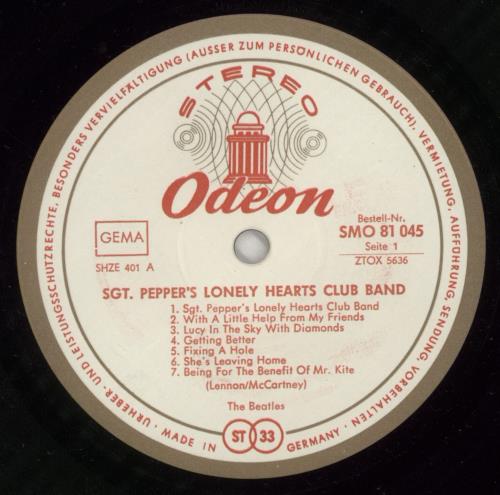 URHEBER- UND LEISTUNGSSCHUTZRECHTE, BESONDERS VERVIELFÄLTIGUNG (AUSSER ZUM PERSÖNLICHEN GEBRAUCH), VERMIETUNG, AUFFÜHRUNG, SENDUNG, VORBEHALTEN · MADE IN GERMANY ·
STEREO
Odeon
GEMA
SHZE 401 A
Bestell-Nr.
SMO 81 045
Seite 1
ZTOX 5636
SGT. PEPPER'S LONELY HEARTS CLUB BAND
1. Sgt. Pepper's Lonely Hearts Club Band
2. With A Little Help From My Friends
3. Lucy In The Sky With Diamonds
4. Getting Better
5. Fixing A Hole
6. She's Leaving Home
7. Being For The Benefit Of Mr. Kite
(Lennon/McCartney)
The Beatles
ST 33